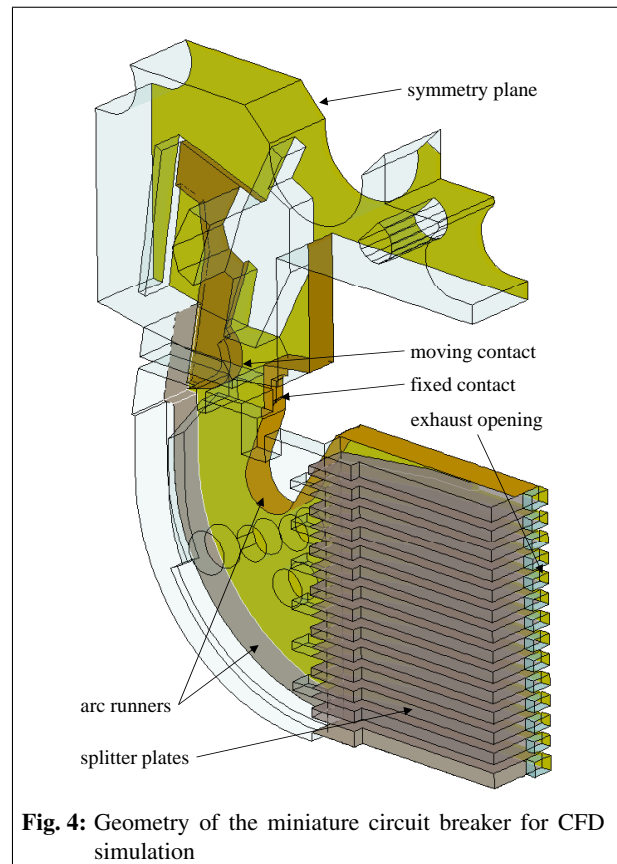 symmetry plane
moving contact
fixed contact
exhaust opening
arc runners
splitter plates
Fig. 4: Geometry of the miniature circuit breaker for CFD
simulation